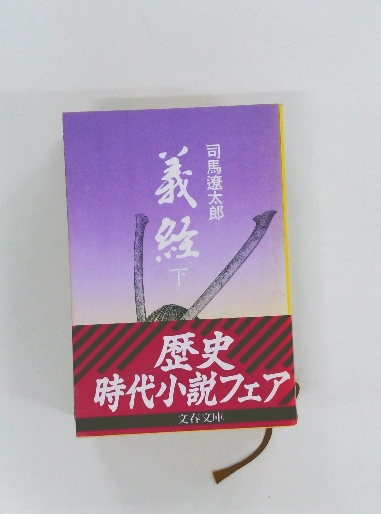 司馬遼太郎
義経
下
歴史
時代小説フェア
文春文庫